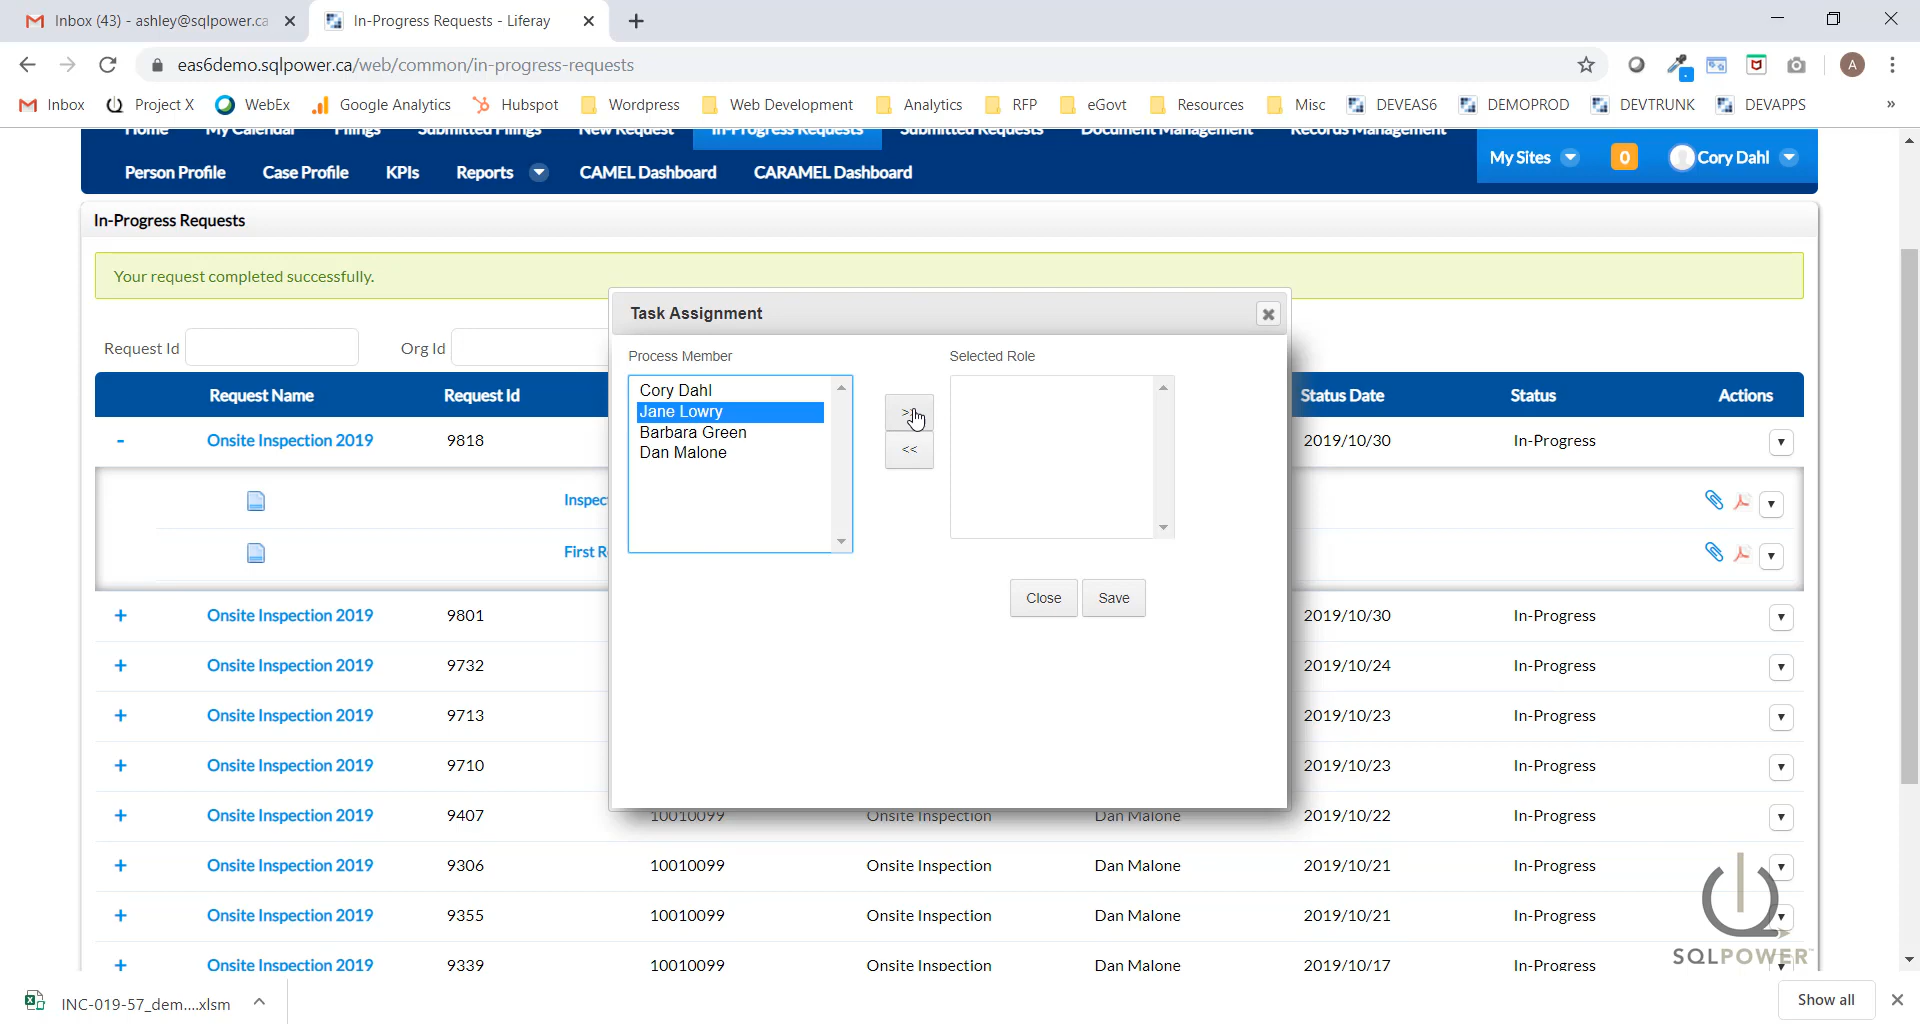 Inbox (43) - ashley@sqlpower.ca
In-Progress Requests - Liferay
eas6demo.sqlpower.ca/web/common/in-progress-requests
A
Inbox
Project X
WebEx
Google Analytics
Hubspot
Wordpress
Web Development
Analytics
RFP
eGovt
Resources
Misc
DEVEAS6
DEMOPROD
DEVTRUNK
DEVAPPS
»
Home My Calendar Filings Submitted Filings New Request In-Progress Requests Submitted Requests Document Management Records Management
Person Profile Case Profile KPIs Reports CAMEL Dashboard CARAMEL Dashboard
My Sites 0 Cory Dahl
In-Progress Requests
Your request completed successfully.
Request Id Org Id
Request Name Request Id Status Date Status Actions
- Onsite Inspection 2019 9818 2019/10/30 In-Progress
Inspec
First R
+ Onsite Inspection 2019 9801 2019/10/30 In-Progress
+ Onsite Inspection 2019 9732 2019/10/24 In-Progress
+ Onsite Inspection 2019 9713 2019/10/23 In-Progress
+ Onsite Inspection 2019 9710 2019/10/23 In-Progress
+ Onsite Inspection 2019 9407 10010099 Onsite Inspection Dan Malone 2019/10/22 In-Progress
+ Onsite Inspection 2019 9306 10010099 Onsite Inspection Dan Malone 2019/10/21 In-Progress
+ Onsite Inspection 2019 9355 10010099 Onsite Inspection Dan Malone 2019/10/21 In-Progress
+ Onsite Inspection 2019 9339 10010099 Onsite Inspection Dan Malone 2019/10/17 In-Progress
Task Assignment
Process Member Selected Role
Cory Dahl
Jane Lowry
Barbara Green
Dan Malone
<<
Close Save
SQLPOWER
INC-019-57_dem....xlsm
Show all